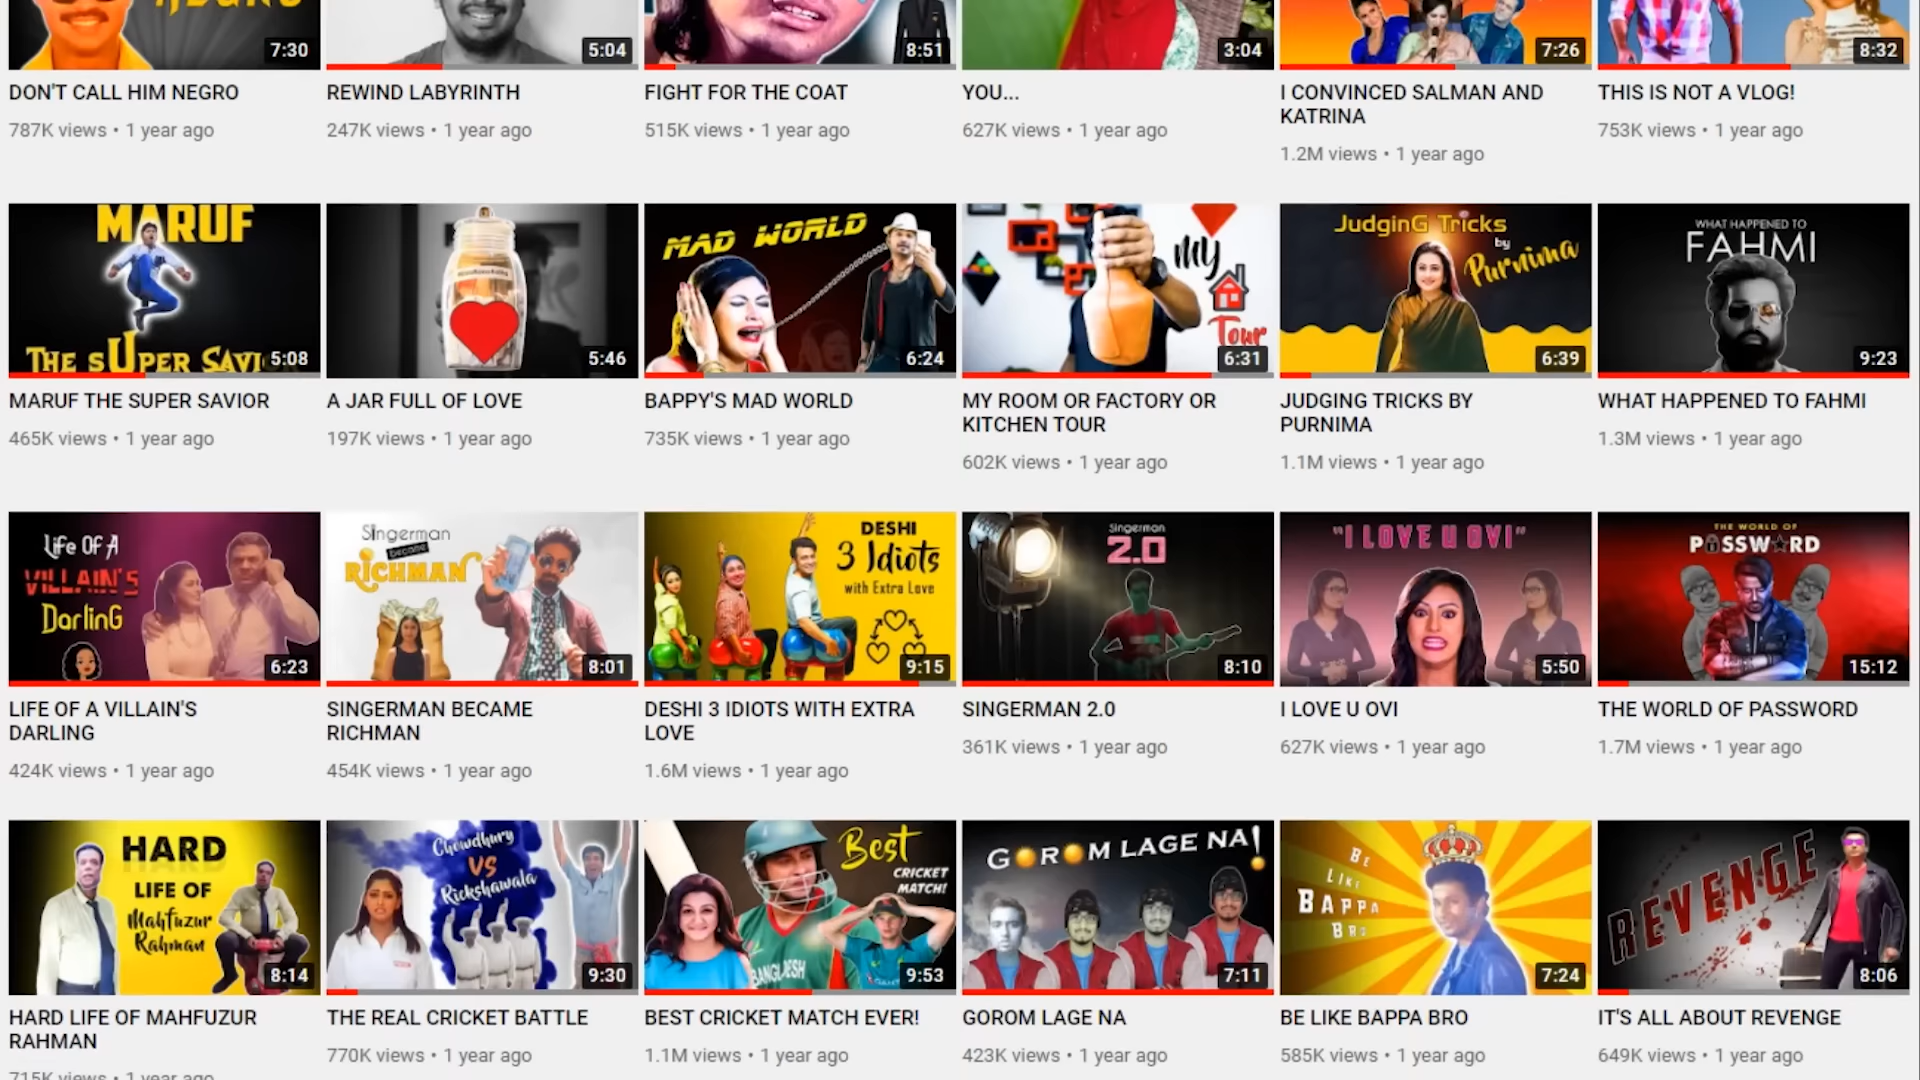 7:30
5:04
8:51
3:04
7:26
8:32
DON'T CALL HIM NEGRO
787K views • 1 year ago
REWIND LABYRINTH
247K views • 1 year ago
FIGHT FOR THE COAT
515K views • 1 year ago
YOU...
627K views • 1 year ago
I CONVINCED SALMAN AND
KATRINA
1.2M views • 1 year ago
THIS IS NOT A VLOG!
753K views • 1 year ago
MARUF
THE SUPER SAVI
5:08
5:46
MAD WORLD
6:24
My
Tour
6:31
JudginG Tricks
by
Purnima
6:39
WHAT HAPPENED TO
FAHMI
9:23
MARUF THE SUPER SAVIOR
465K views • 1 year ago
A JAR FULL OF LOVE
197K views • 1 year ago
BAPPY'S MAD WORLD
735K views • 1 year ago
MY ROOM OR FACTORY OR
KITCHEN TOUR
602K views • 1 year ago
JUDGING TRICKS BY
PURNIMA
1.1M views • 1 year ago
WHAT HAPPENED TO FAHMI
1.3M views • 1 year ago
Life Of A
VILLAIN'S
DarlinG
6:23
Singerman
became
RICHMAN
8:01
DESHI
3 Idiots
with Extra Love
9:15
Singerman
2.0
8:10
"I LOVE U OVI"
5:50
THE WORLD OF
PASSWORD
15:12
LIFE OF A VILLAIN'S
DARLING
424K views • 1 year ago
SINGERMAN BECAME
RICHMAN
454K views • 1 year ago
DESHI 3 IDIOTS WITH EXTRA
LOVE
1.6M views • 1 year ago
SINGERMAN 2.0
361K views • 1 year ago
I LOVE U OVI
627K views • 1 year ago
THE WORLD OF PASSWORD
1.7M views • 1 year ago
HARD
LIFE OF
Mahfuzur
Rahman
8:14
Chowdhury
VS
Rickshawala
9:30
Best
CRICKET
MATCH!
BANGLADESH
9:53
GOROM LAGE NA!
7:11
BE
LIKE
BAPPA
BRO
7:24
REVENGE
8:06
HARD LIFE OF MAHFUZUR
RAHMAN
715K views • 1 year ago
THE REAL CRICKET BATTLE
770K views • 1 year ago
BEST CRICKET MATCH EVER!
1.1M views • 1 year ago
GOROM LAGE NA
423K views • 1 year ago
BE LIKE BAPPA BRO
585K views • 1 year ago
IT'S ALL ABOUT REVENGE
649K views • 1 year ago